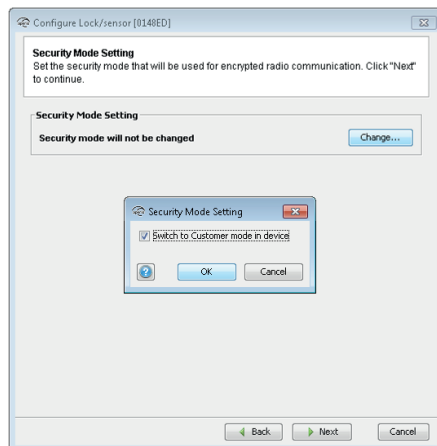 Configure Lock/sensor [0148ED]
Security Mode Setting
Set the security mode that will be used for encrypted radio communication. Click "Next"
to continue.
Security Mode Setting
Security mode will not be changed
Change...
Security Mode Setting
Switch to Customer mode in device
?
OK
Cancel
Back
Next
Cancel